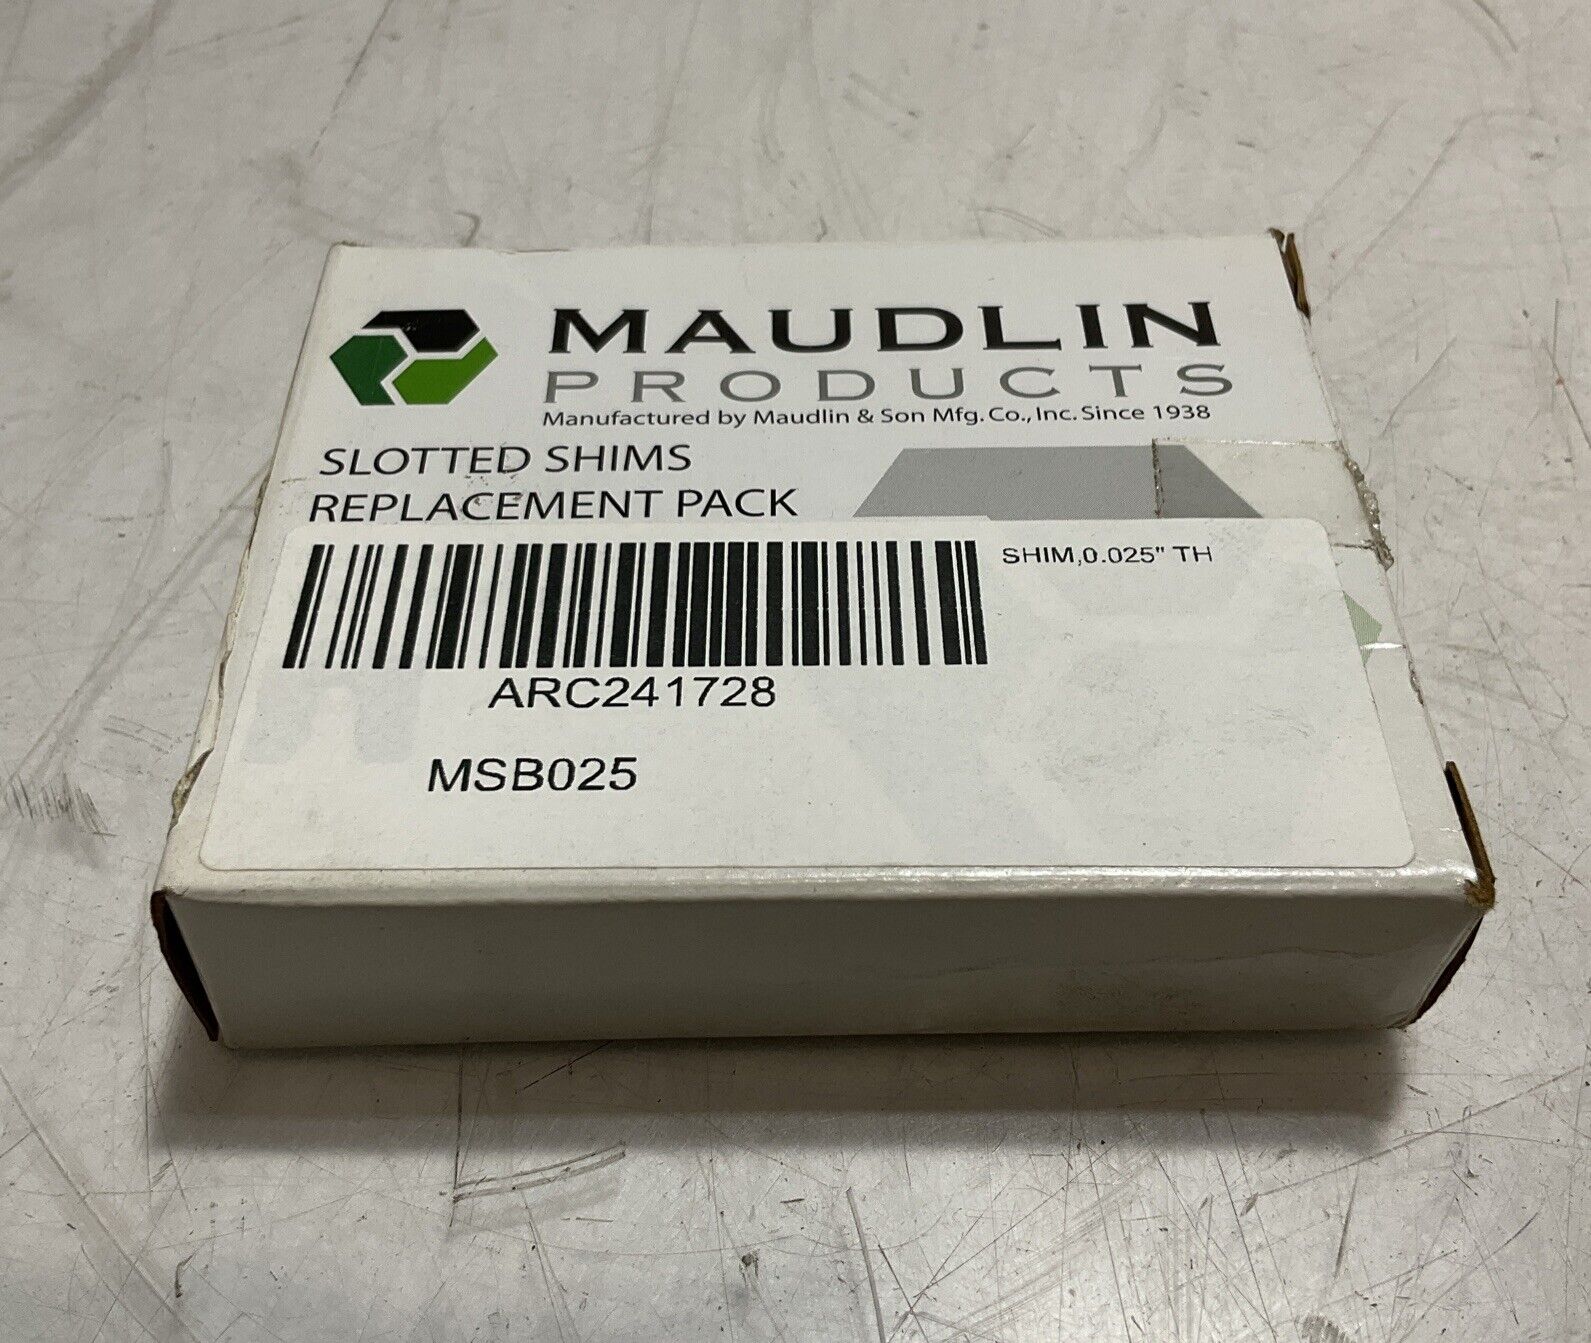 MAUDLIN
PRODUCTS
Manufactured by Maudlin & Son Mfg. Co., Inc. Since 1938
SLOTTED SHIMS
REPLACEMENT PACK
SHIM,0.025" TH
ARC241728
MSB025